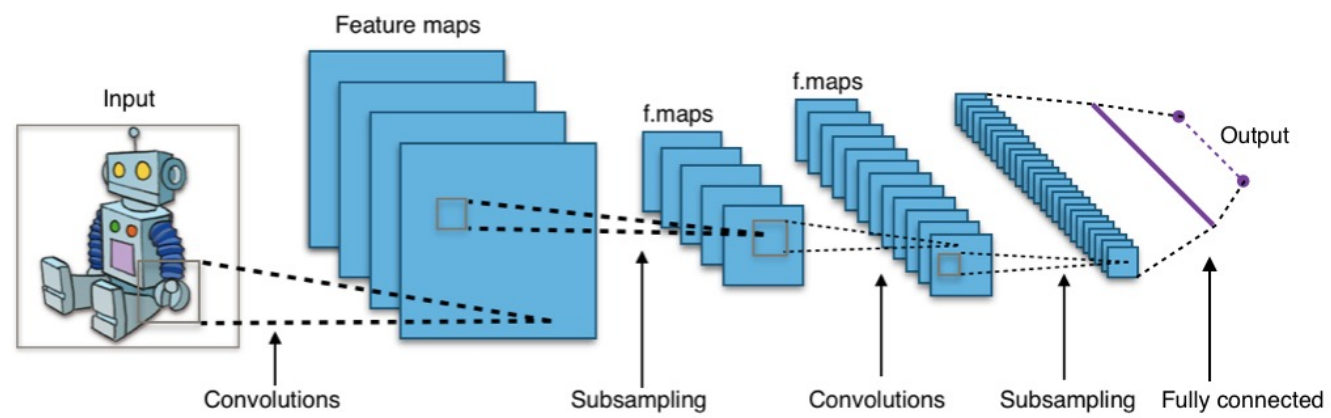 Feature maps
f.maps
Input
f.maps
Output
Convolutions
Subsampling
Convolutions
Subsampling
Fully connected